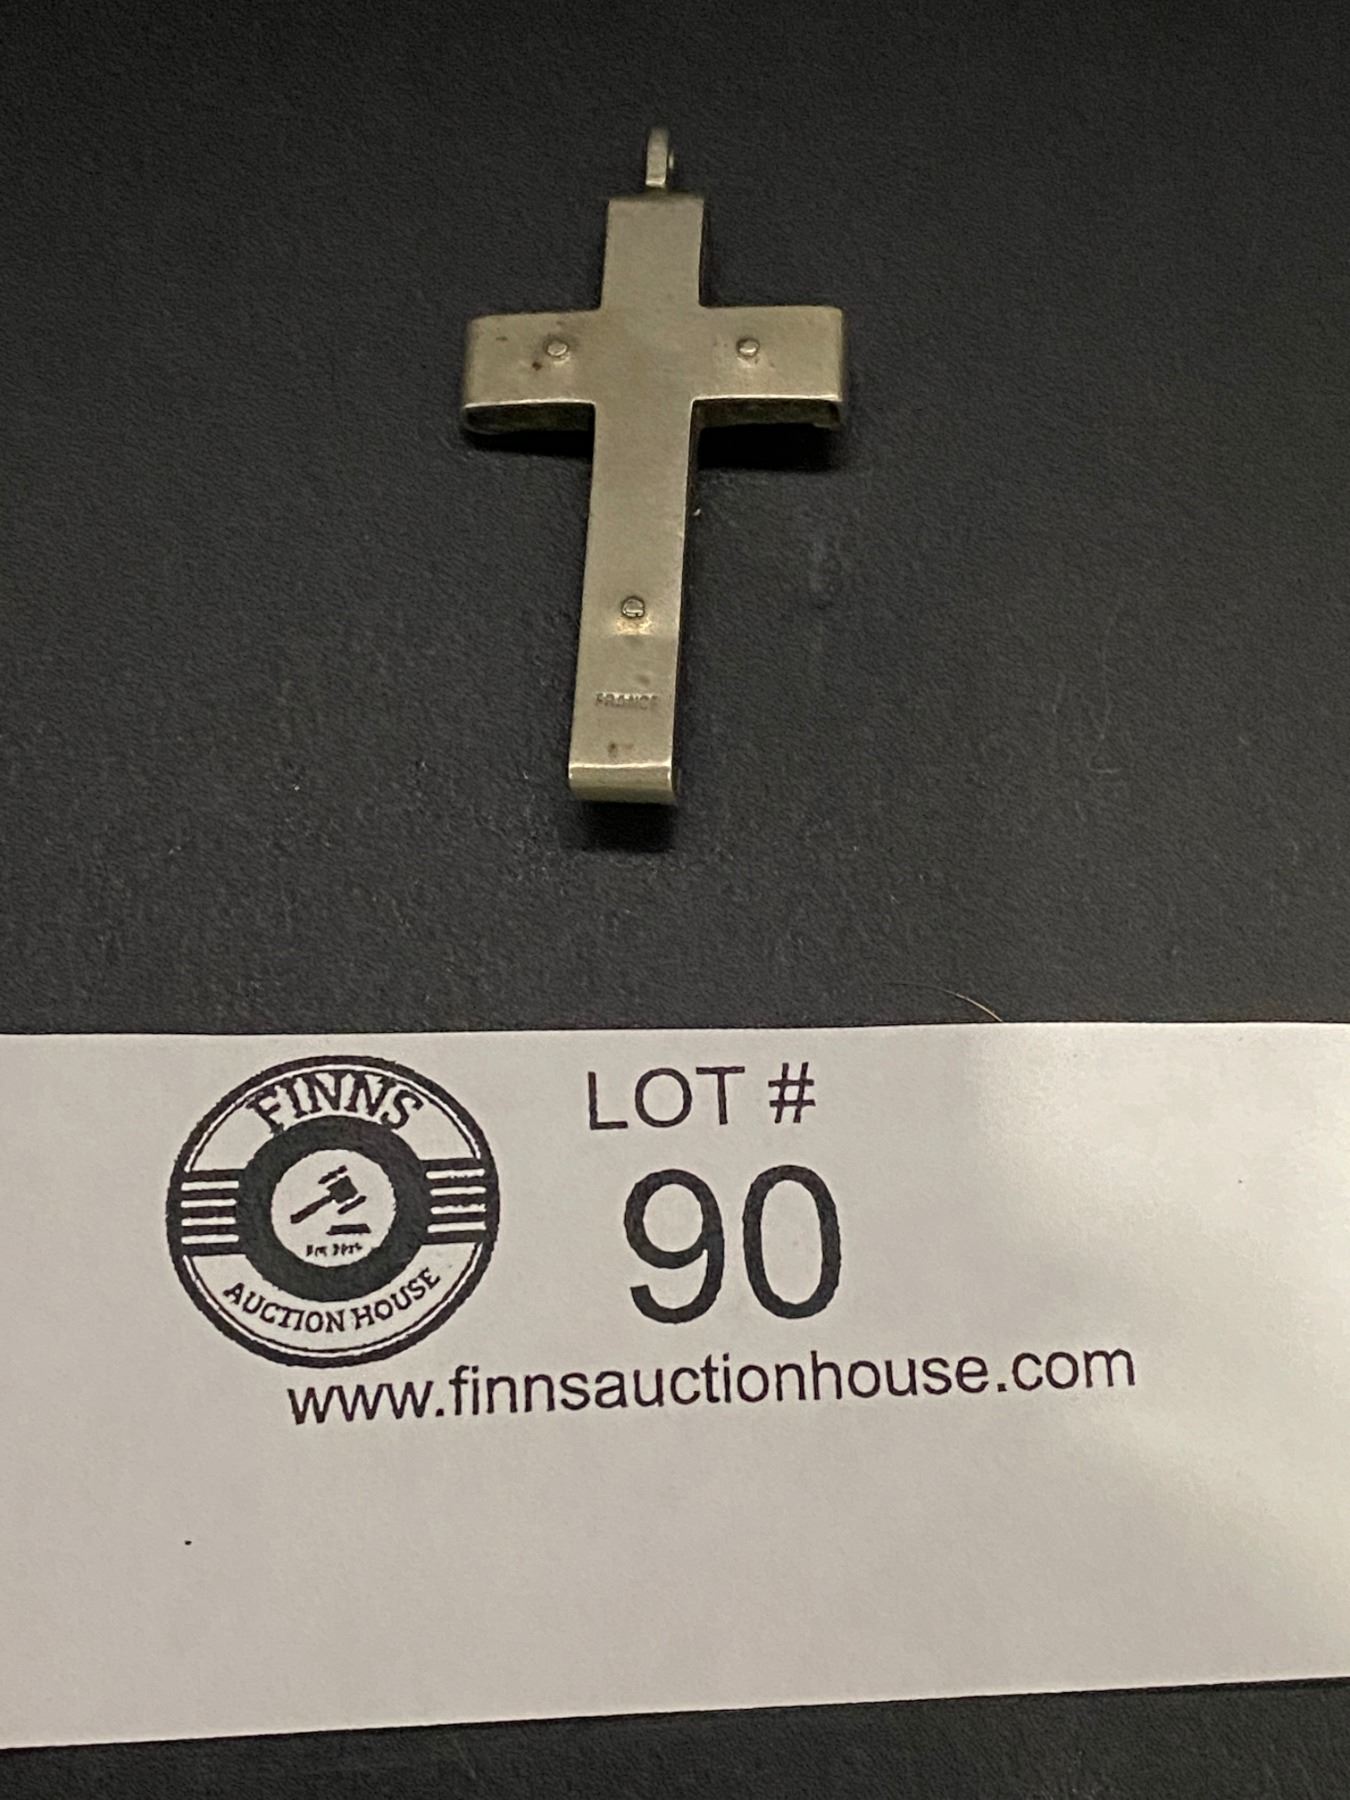 FRANCE
FINNS
AUCTION HOUSE
LOT #
90
www.finnsauctionhouse.com